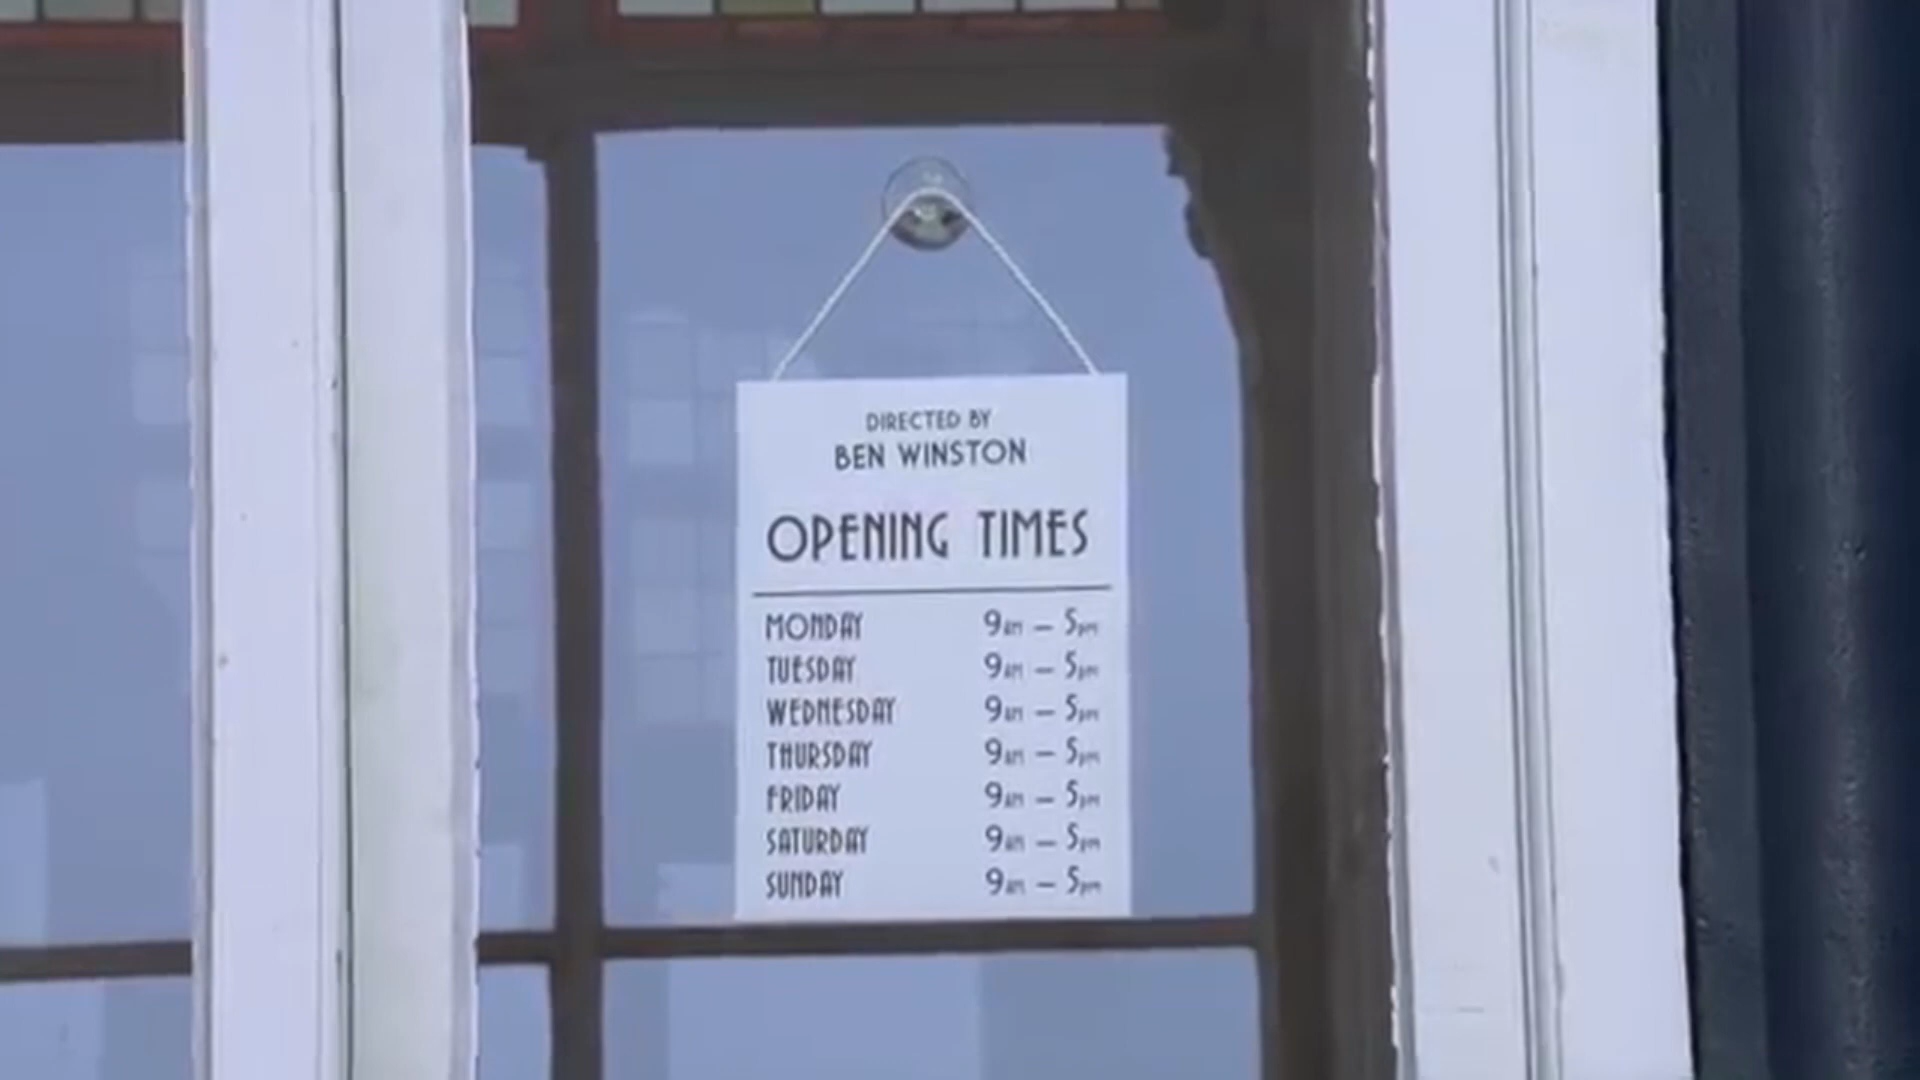 DIRECTED BY
BEN WINSTON
OPENING TIMES
MONDAY 9AM – 5PM
TUESDAY 9AM – 5PM
WEDNESDAY 9AM – 5PM
THURSDAY 9AM – 5PM
FRIDAY 9AM – 5PM
SATURDAY 9AM – 5PM
SUNDAY 9AM – 5PM